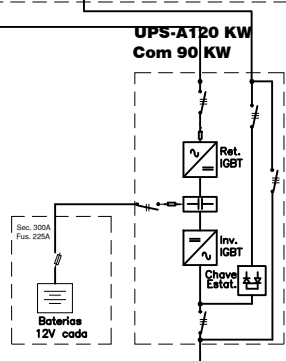 UPS-A120 KW
Com 90 KW
Ret.
IGBT
Sec. 300A
Fus. 225A
Inv.
IGBT
Chave
Estat.
Baterias
12V cada